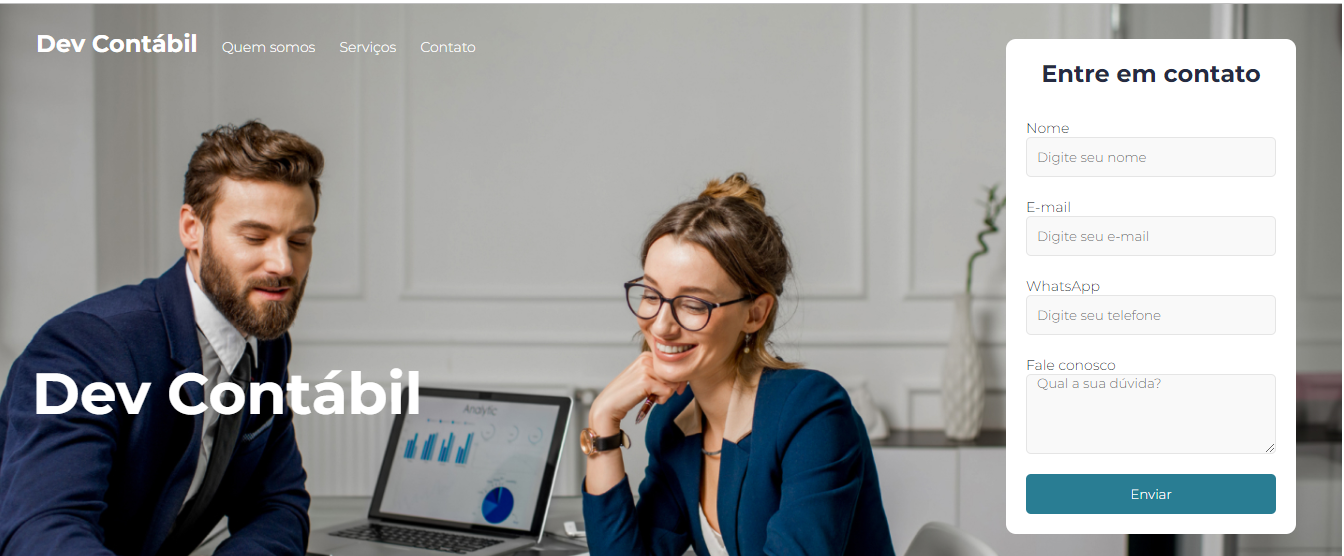 Dev Contábil Quem somos Serviços Contato
Dev Contábil
Analytic
Entre em contato
Nome
Digite seu nome
E-mail
Digite seu e-mail
WhatsApp
Digite seu telefone
Fale conosco
Qual a sua dúvida?
Enviar